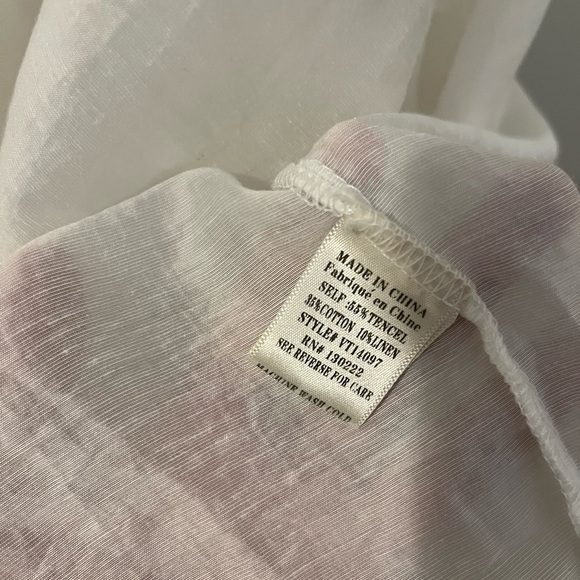 MADE IN CHINA
Fabriqué en Chine
SELF :55%TENCEL
35%COTTON 10%LINEN
STYLE# VT14097
RN# 130222
SEE REVERSE FOR CARE
MACHINE WASH COLD